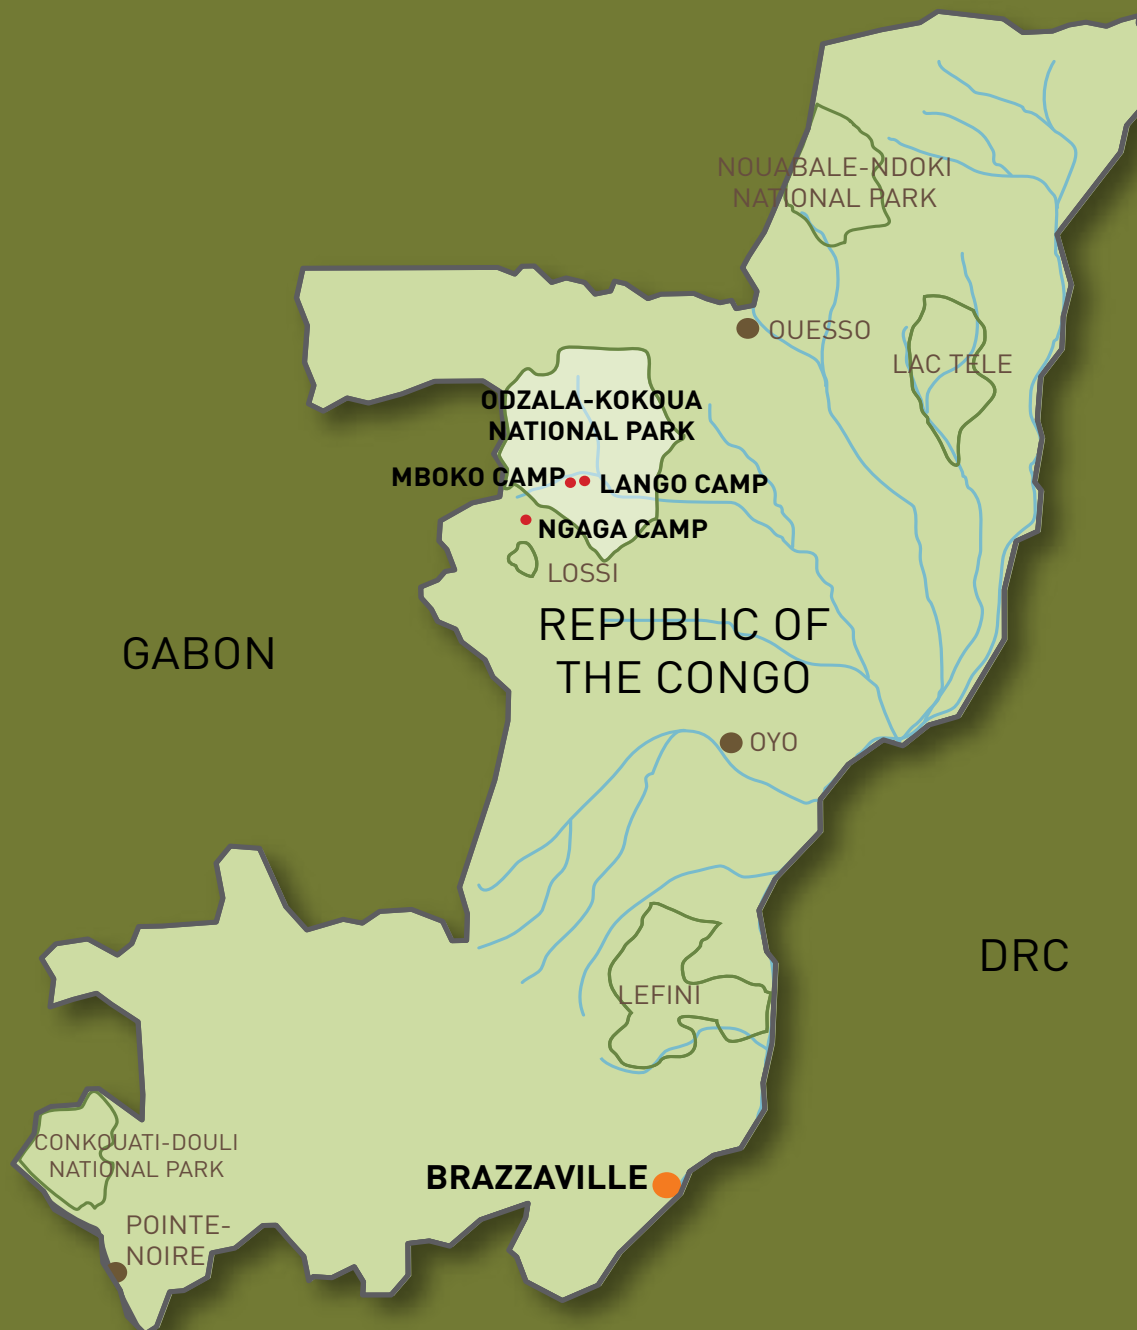 NOUABALE-NDOKI
NATIONAL PARK
OUESSO
LAC TELE
ODZALA-KOKOUA
NATIONAL PARK
MBOKO CAMP
LANGO CAMP
NGAGA CAMP
LOSSI
REPUBLIC OF
THE CONGO
GABON
OYO
DRC
LEFINI
CONKOUATI-DOULI
NATIONAL PARK
BRAZZAVILLE
POINTE-
NOIRE